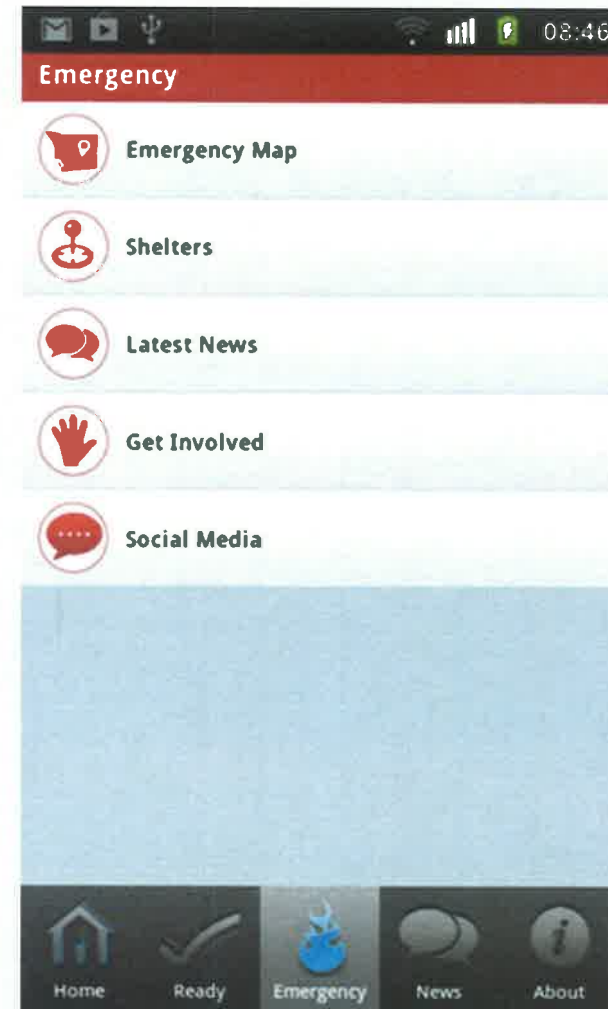 08:46
Emergency
Emergency Map
Shelters
Latest News
Get Involved
Social Media
Home Ready Emergency News About